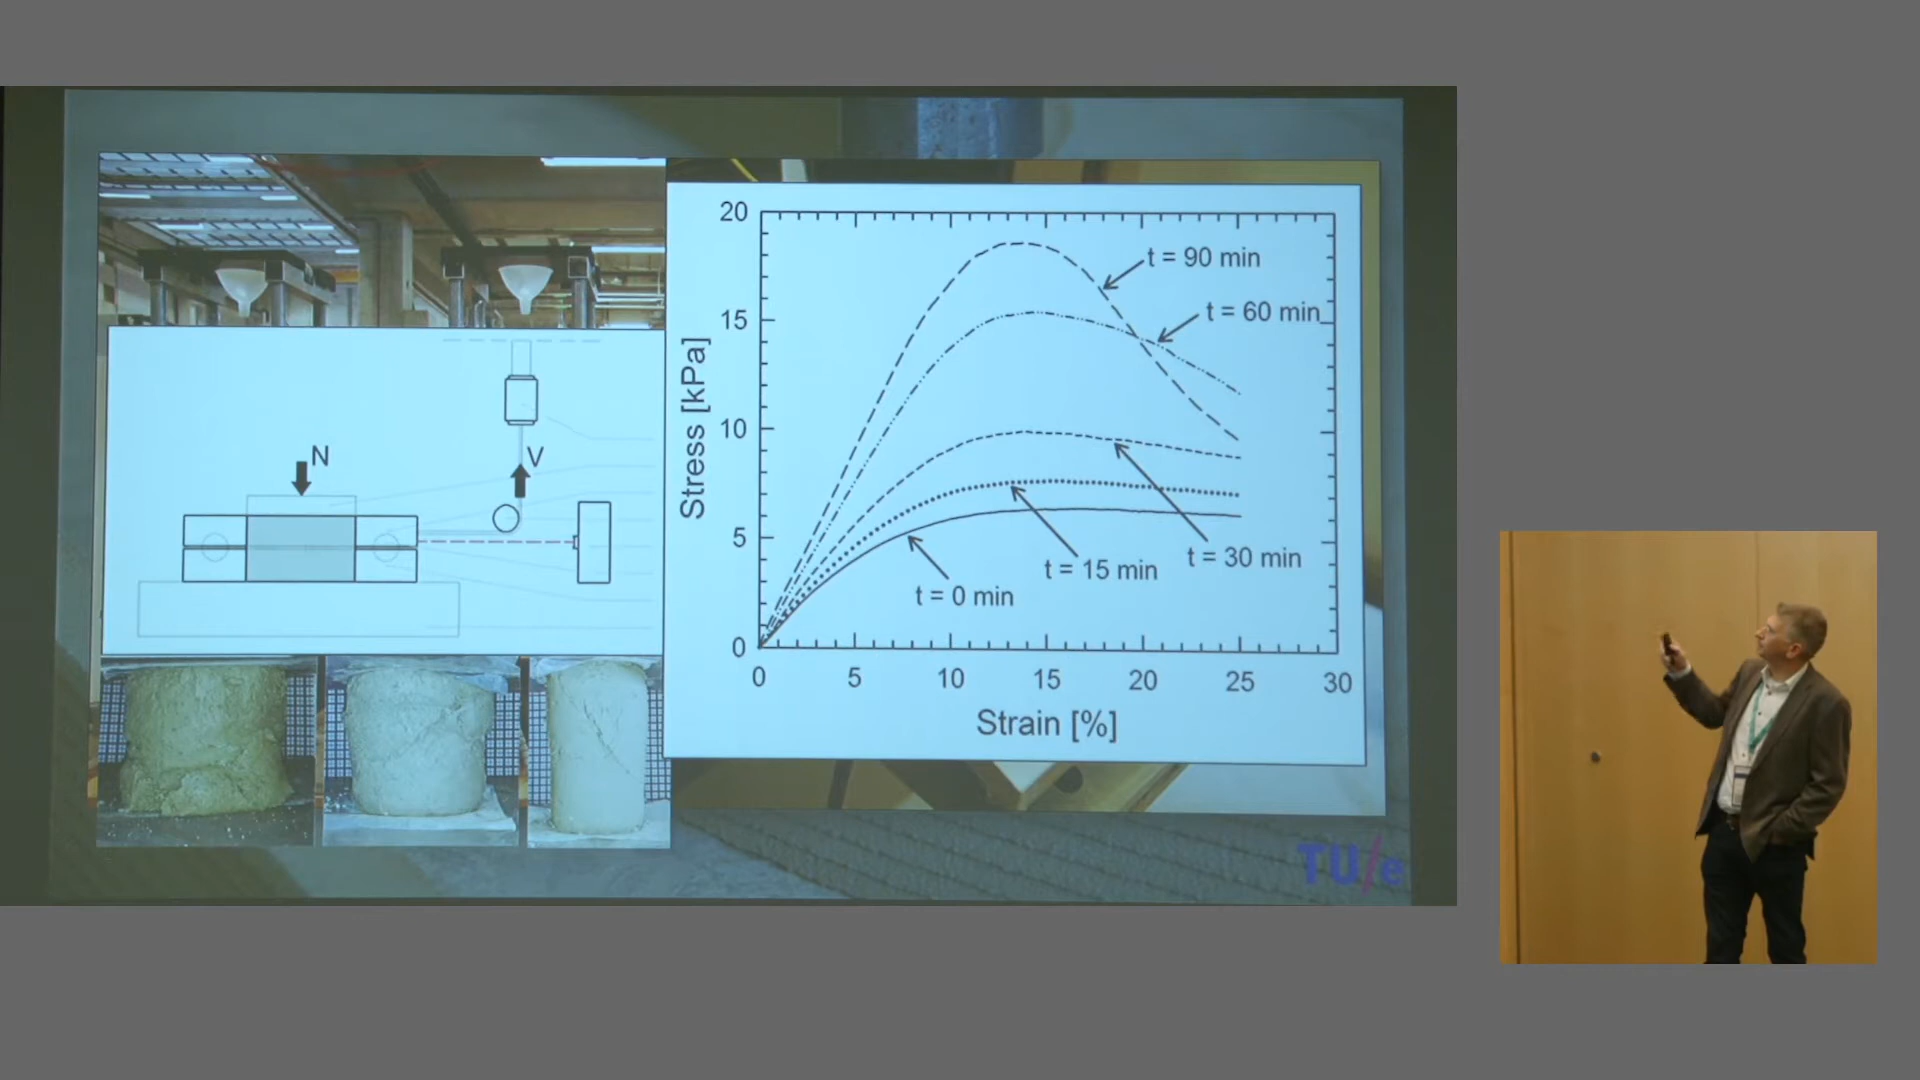 N
V
20
15
10
5
0
Stress [kPa]
t = 90 min
t = 60 min
t = 30 min
t = 15 min
t = 0 min
0 5 10 15 20 25 30
Strain [%]
TU/e